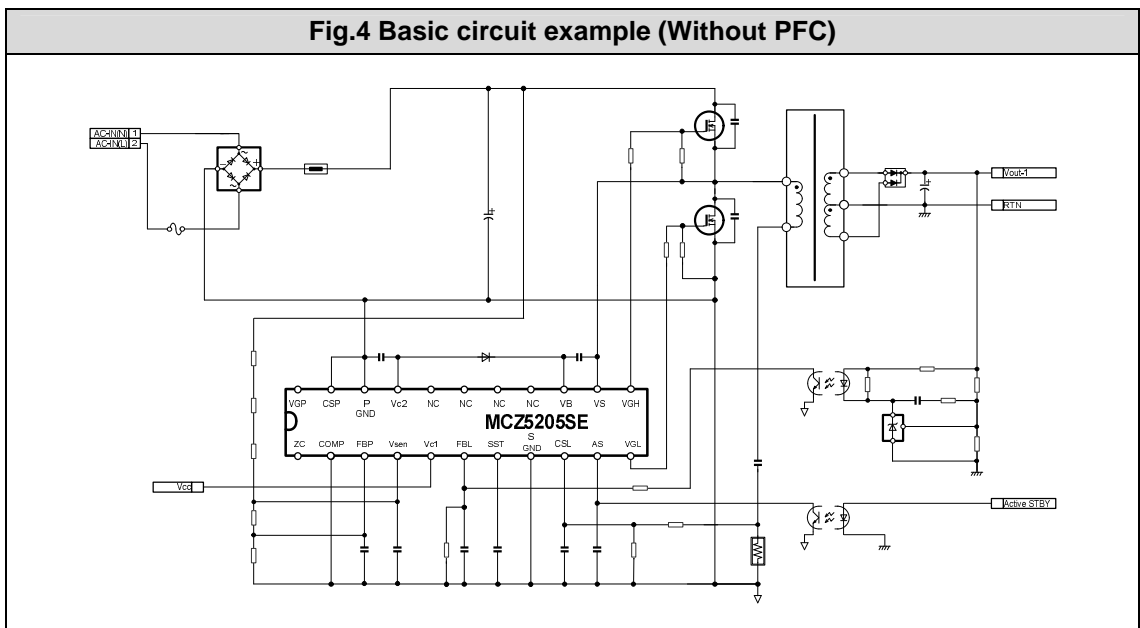 Fig.4 Basic circuit example (Without PFC)
AC-IN(N) 1
AC-IN(L) 2
Vout-1
RTN
VGP CSP P GND Vc2 NC NC NC NC VB VS VGH
MCZ5205SE
ZC COMP FBP Vsen Vc1 FBL SST S GND CSL AS VGL
Vcc
Active STBY